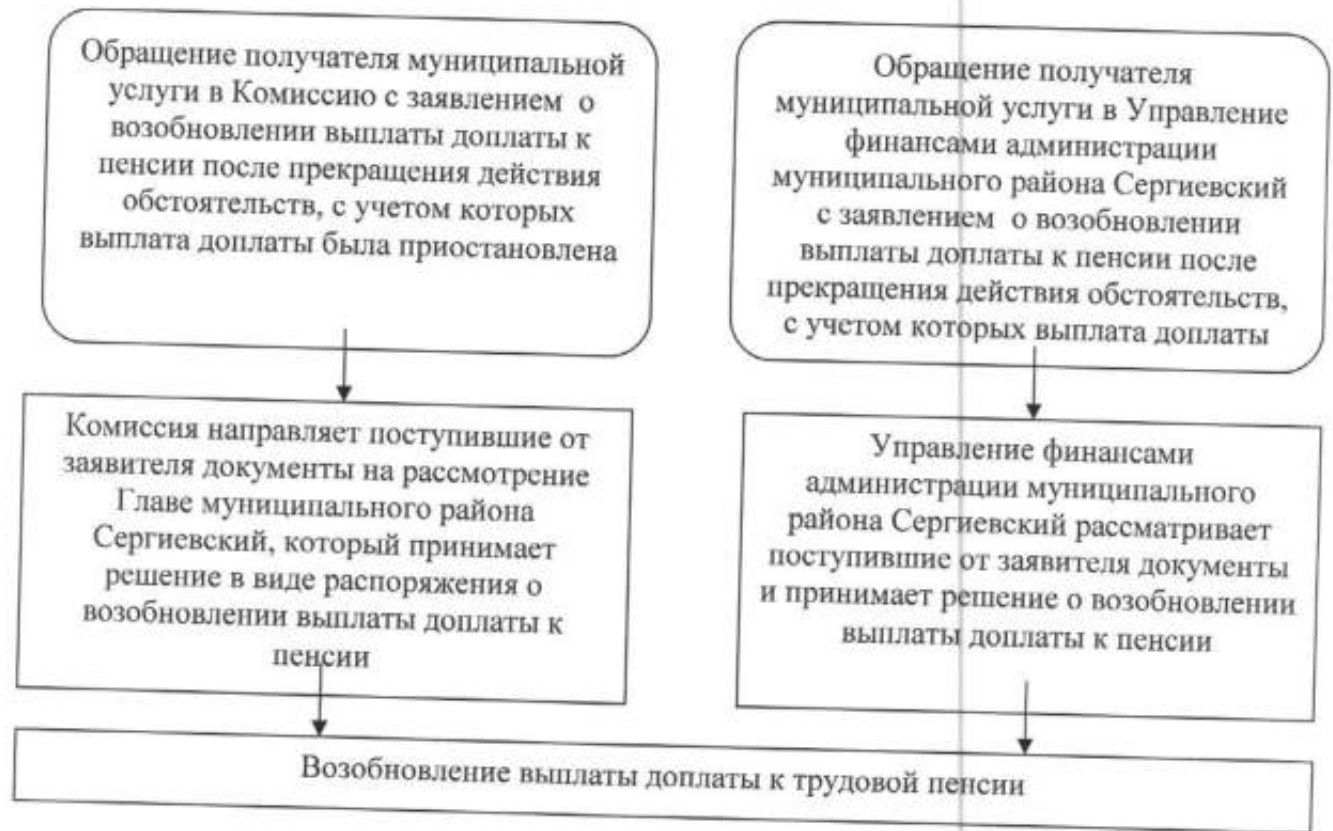 Обращение получателя муниципальной
услуги в Комиссию с заявлением о
возобновлении выплаты доплаты к
пенсии после прекращения действия
обстоятельств, с учетом которых
выплата доплаты была приостановлена
Обращение получателя
муниципальной услуги в Управление
финансами администрации
муниципального района Сергиевский
с заявлением о возобновлении
выплаты доплаты к пенсии после
прекращения действия обстоятельств,
с учетом которых выплата доплаты
Комиссия направляет поступившие от
заявителя документы на рассмотрение
Главе муниципального района
Сергиевский, который принимает
решение в виде распоряжения о
возобновлении выплаты доплаты к
пенсии
Управление финансами
администрации муниципального
района Сергиевский рассматривает
поступившие от заявителя документы
и принимает решение о возобновлении
выплаты доплаты к пенсии
Возобновление выплаты доплаты к трудовой пенсии